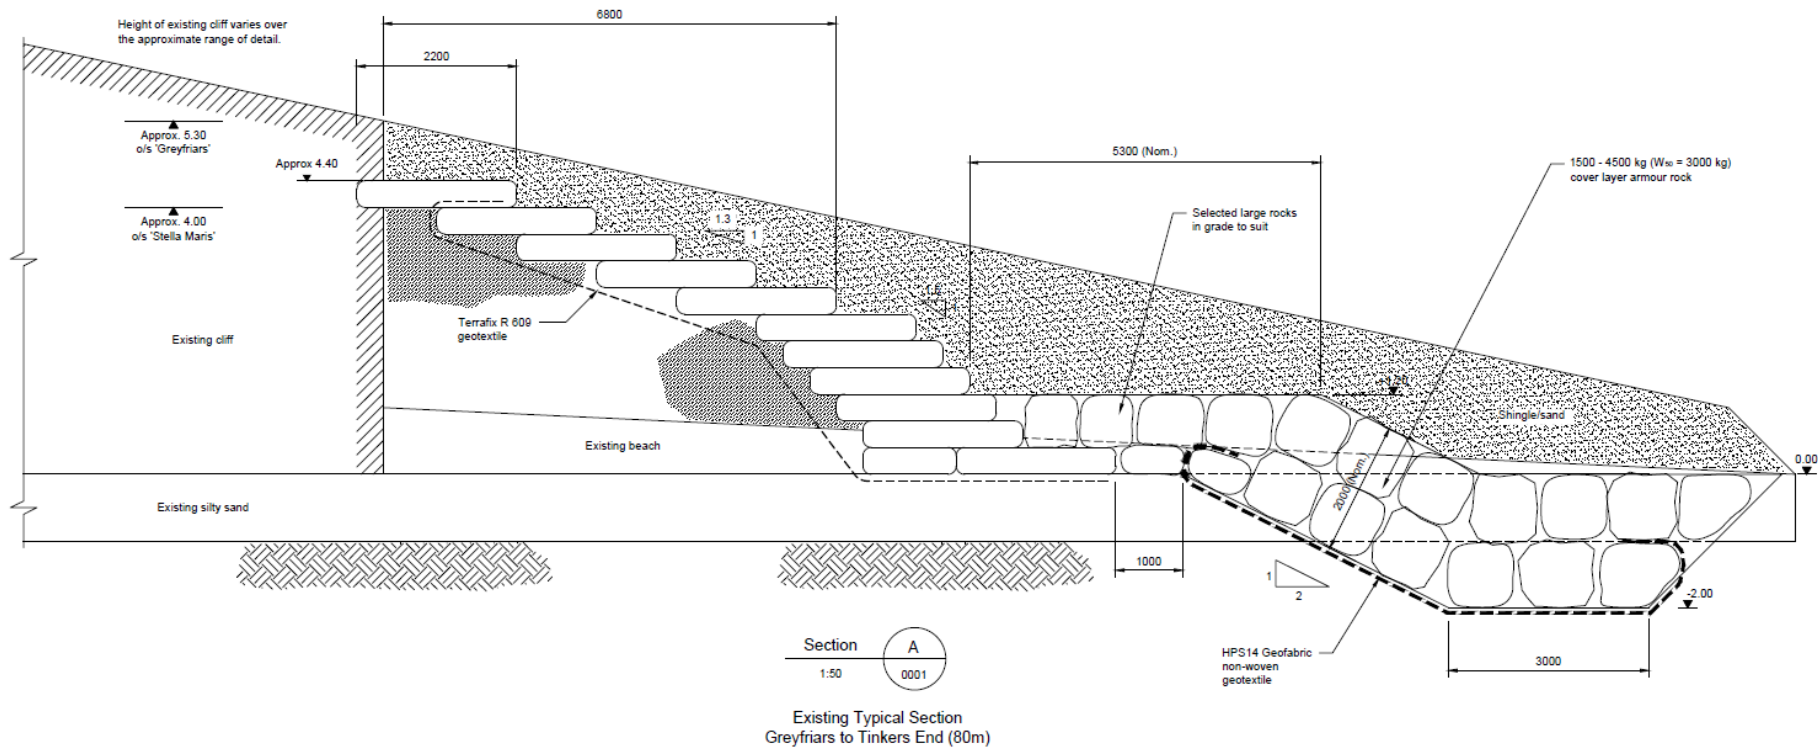 Height of existing cliff varies over
the approximate range of detail.
6800
2200
Approx. 5.30
o/s 'Greyfriars'
Approx 4.40
Approx. 4.00
o/s 'Stella Maris'
5300 (Nom.)
1500 - 4500 kg (W₅₀ = 3000 kg)
cover layer armour rock
Selected large rocks
in grade to suit
1.3
1
Terrafix R 609
geotextile
Existing cliff
Shingle/sand
Existing beach
2000 (Nom.)
0.00
Existing silty sand
1000
1
2
-2.00
HPS14 Geofabric
non-woven
geotextile
3000
Section
A
1:50
0001
Existing Typical Section
Greyfriars to Tinkers End (80m)